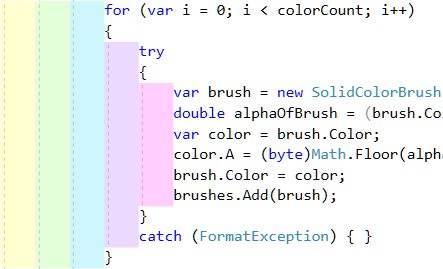 for (var i = 0; i < colorCount; i++)
{
try
{
var brush = new SolidColorBrush
double alphaOfBrush = (brush.Co
var color = brush.Color;
color.A = (byte)Math.Floor(alph
brush.Color = color;
brushes.Add(brush);
}
catch (FormatException) { }
}